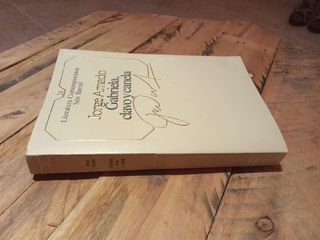 Literatura Contemporánea
Seix Barral
Jorge Amado
Gabriela,
clavo y canela